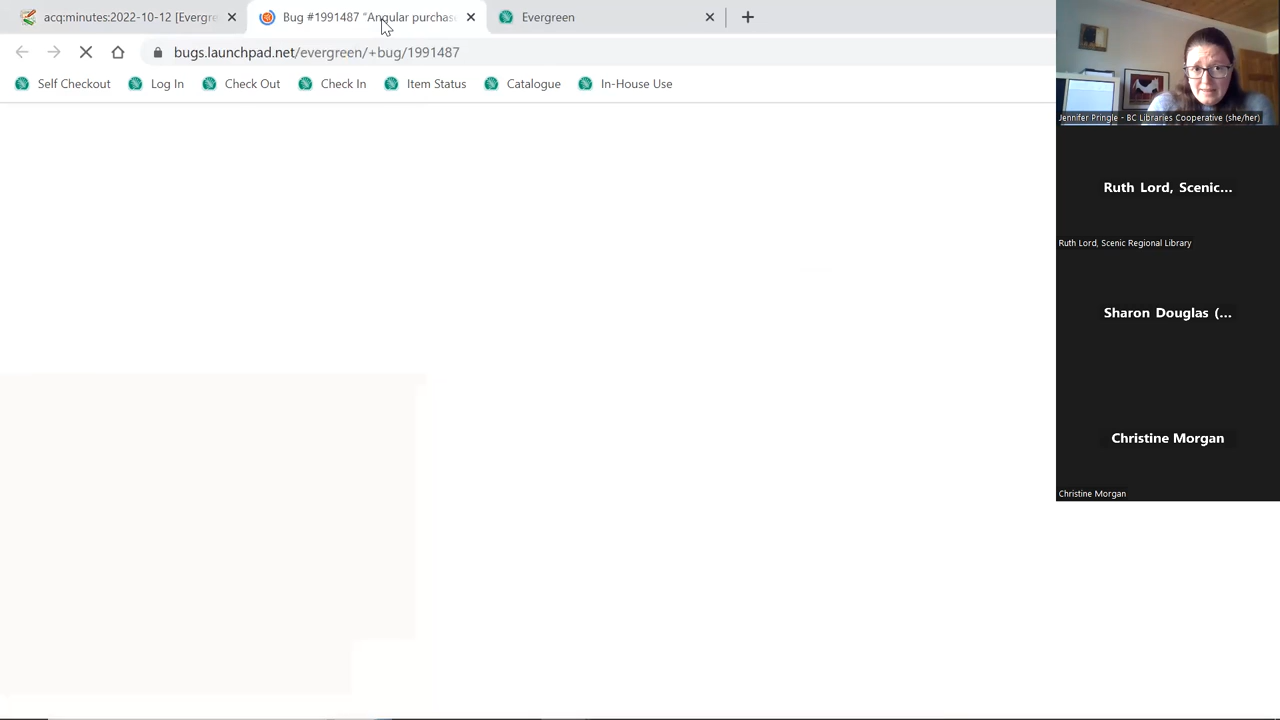 acq:minutes:2022-10-12 [Evergre
Bug #1991487 "Angular purchase
Evergreen
bugs.launchpad.net/evergreen/+bug/1991487
Self Checkout
Log In
Check Out
Check In
Item Status
Catalogue
In-House Use
Jennifer Pringle - BC Libraries Cooperative (she/her)
Ruth Lord, Scenic...
Ruth Lord, Scenic Regional Library
Sharon Douglas (...
Christine Morgan
Christine Morgan